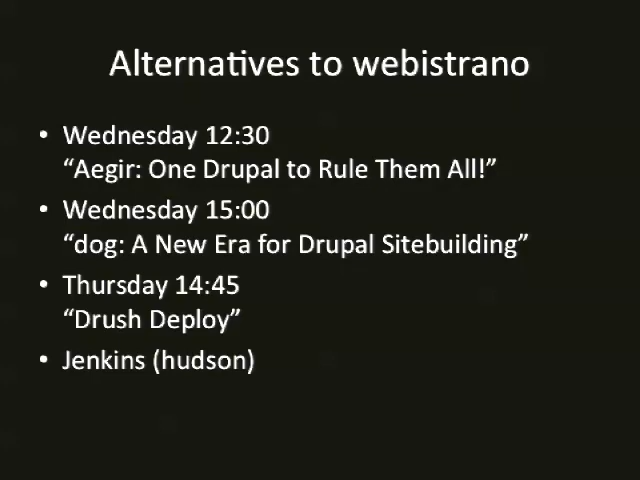 Alternatives to webistrano
• Wednesday 12:30
“Aegir: One Drupal to Rule Them All!”
• Wednesday 15:00
“dog: A New Era for Drupal Sitebuilding”
• Thursday 14:45
“Drush Deploy”
• Jenkins (hudson)